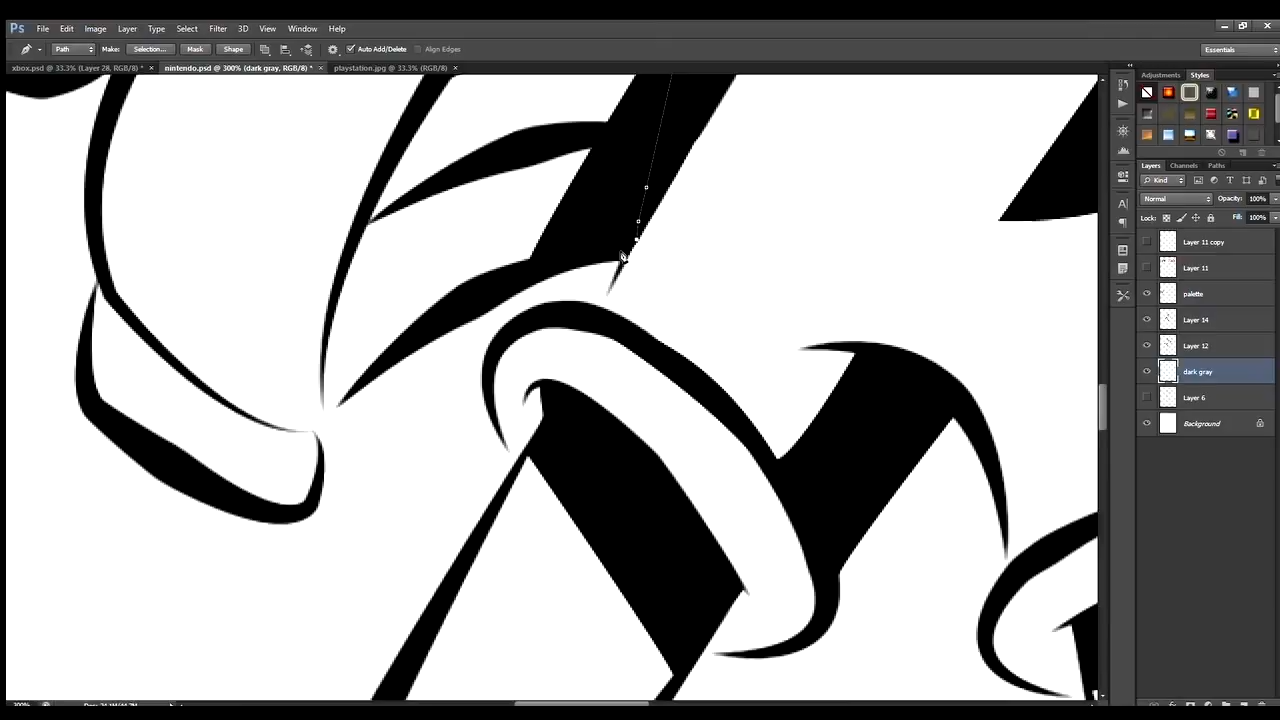 Ps File Edit Image Layer Type Select Filter 3D View Window Help
Path Make: Selection... Mask Shape Auto Add/Delete Align Edges Essentials
xbox.psd @ 33.3% (Layer 28, RGB/8) * × nintendo.psd @ 300% (dark gray, RGB/8) * × playstation.jpg @ 33.3% (RGB/8) ×
Adjustments Styles
Layers Channels Paths
Kind
Normal Opacity: 100%
Lock: Fill: 100%
Layer 11 copy
Layer 11
palette
Layer 14
Layer 12
dark gray
Layer 6
Background